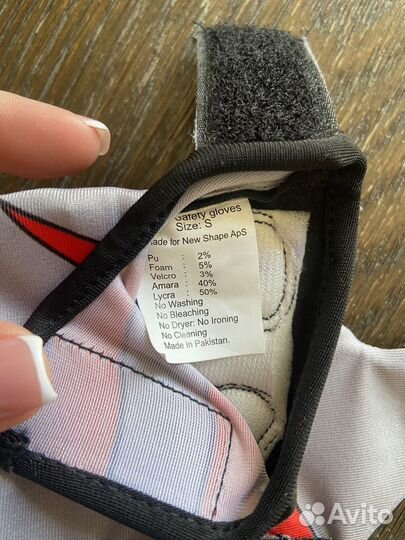 Safety gloves
Size: S
Made for New Shape ApS
Pu : 2%
Foam : 5%
Velcro : 3%
Amara : 40%
Lycra : 50%
No Washing
No Bleaching
No Dryer: No Ironing
No Cleaning
Made in Pakistan.
Avito